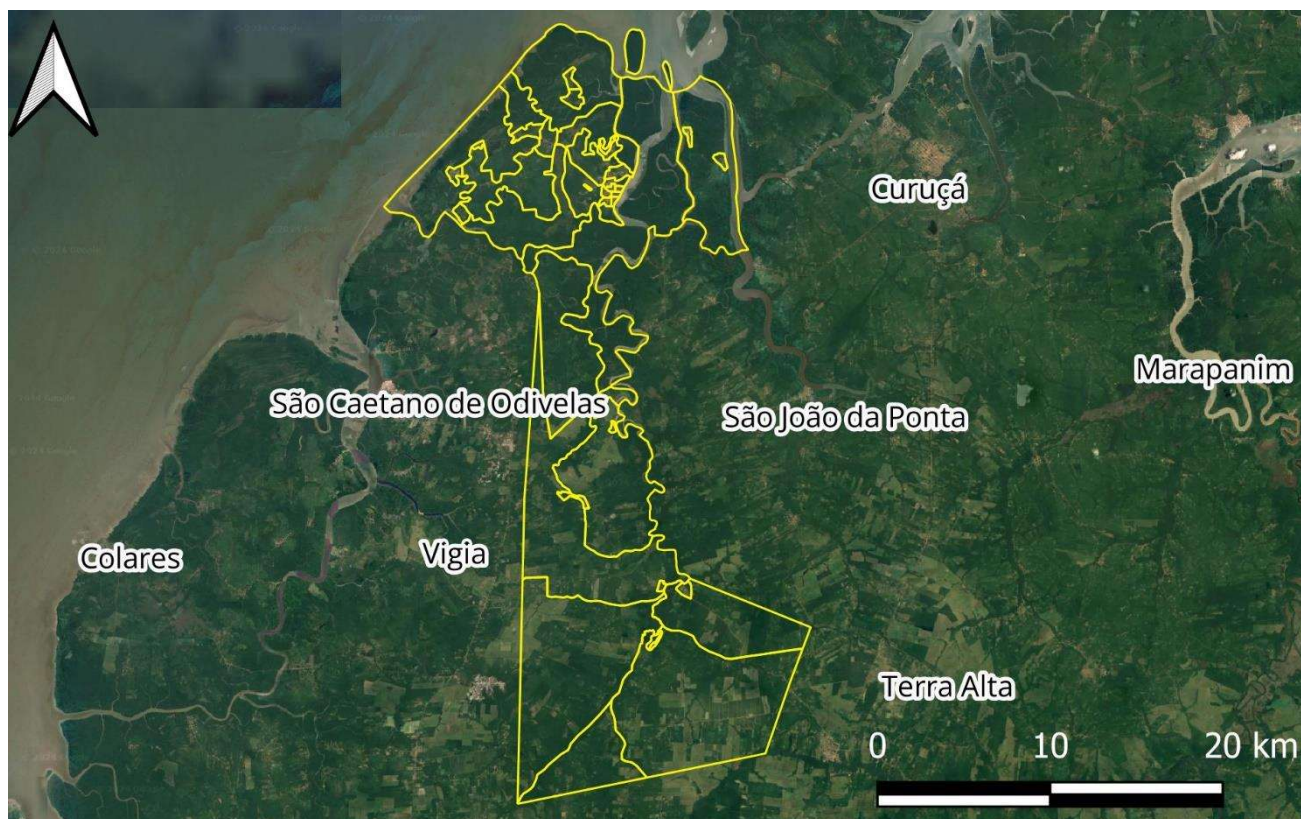 Curuçá
Marapanim
São Caetano de Odivelas
São João da Ponta
Colares
Vigia
Terra Alta
0 10 20 km